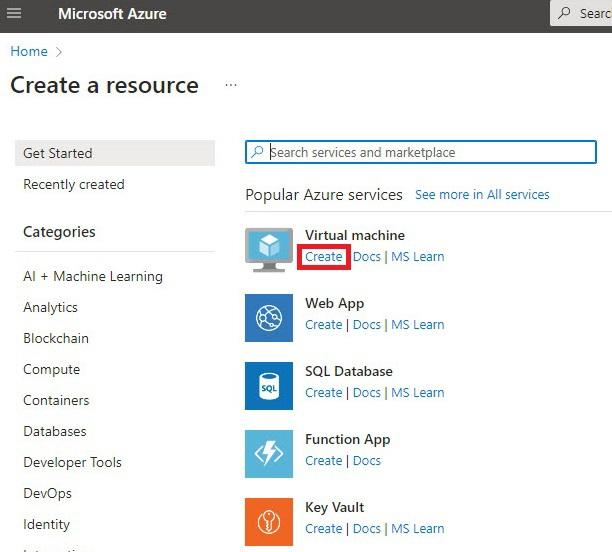 Microsoft Azure
Home >
Create a resource ...
Search services and marketplace
Get Started
Recently created
Categories
AI + Machine Learning
Analytics
Blockchain
Compute
Containers
Databases
Developer Tools
DevOps
Identity
Popular Azure services See more in All services
Virtual machine
Create | Docs | MS Learn
Web App
Create | Docs | MS Learn
SQL
SQL Database
Create | Docs | MS Learn
Function App
Create | Docs
Key Vault
Create | Docs | MS Learn